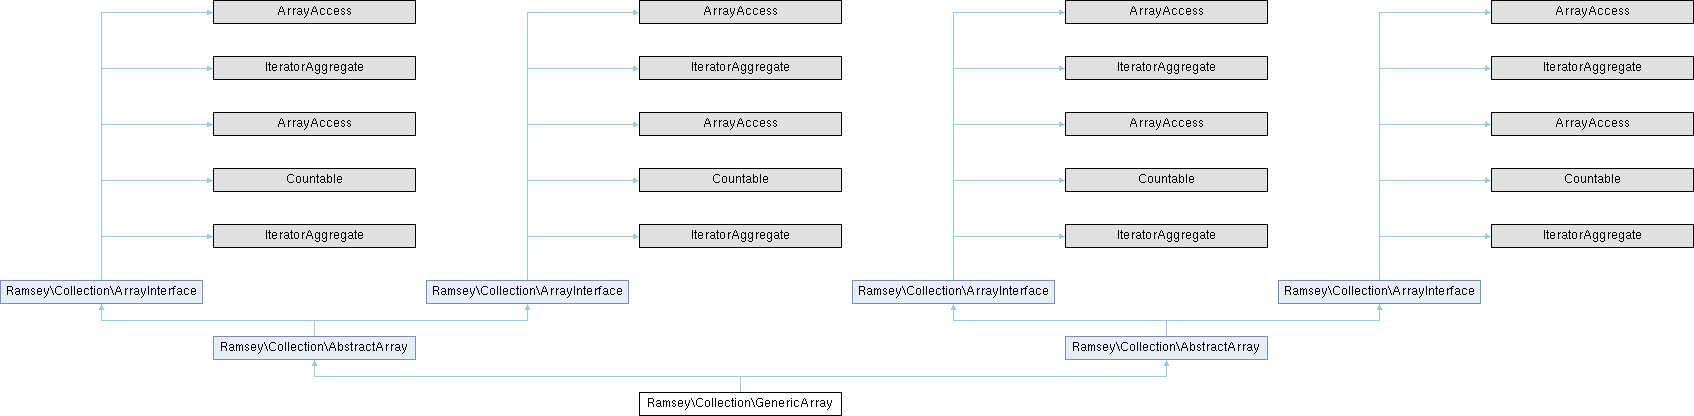 ArrayAccess ArrayAccess ArrayAccess ArrayAccess
IteratorAggregate IteratorAggregate IteratorAggregate IteratorAggregate
ArrayAccess ArrayAccess ArrayAccess ArrayAccess
Countable Countable Countable Countable
IteratorAggregate IteratorAggregate IteratorAggregate IteratorAggregate
Ramsey\Collection\ArrayInterface Ramsey\Collection\ArrayInterface Ramsey\Collection\ArrayInterface Ramsey\Collection\ArrayInterface
Ramsey\Collection\AbstractArray Ramsey\Collection\AbstractArray
Ramsey\Collection\GenericArray